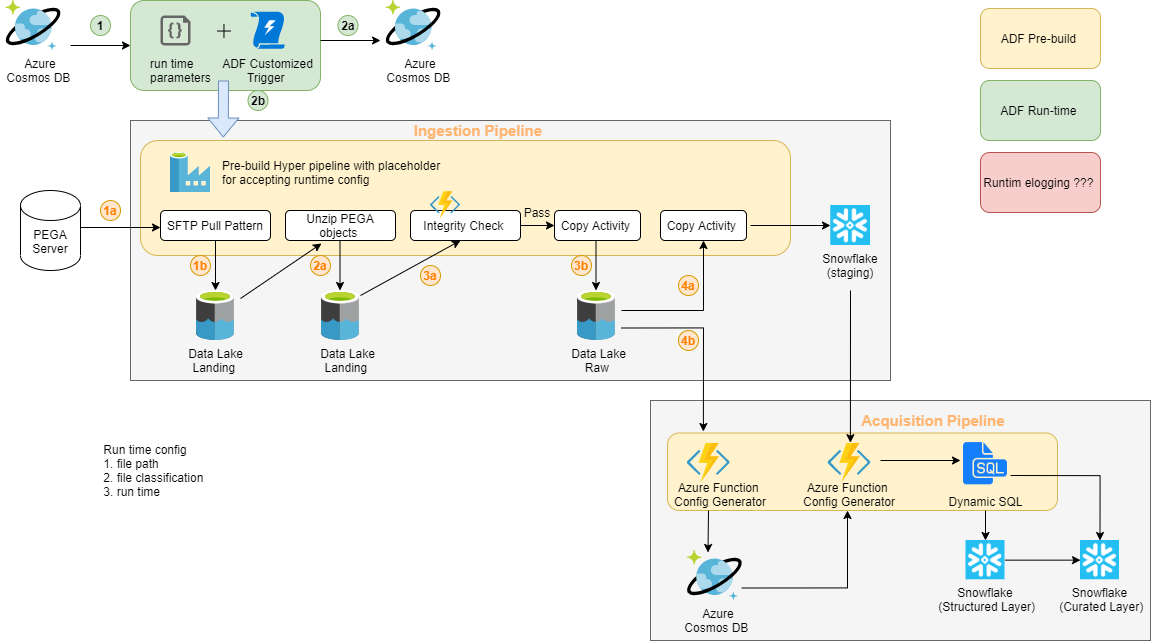 1
2a
{}
+
run time
parameters
ADF Customized
Trigger
Azure
Cosmos DB
Azure
Cosmos DB
2b
ADF Pre-build
ADF Run-time
Runtim elogging ???
Ingestion Pipeline
Pre-build Hyper pipeline with placeholder
for accepting runtime config
PEGA
Server
1a
SFTP Pull Pattern
Unzip PEGA
objects
Integrity Check
Pass
Copy Activity
Copy Activity
Snowflake
(staging)
1b
2a
3a
3b
4a
4b
Data Lake
Landing
Data Lake
Landing
Data Lake
Raw
Run time config
1. file path
2. file classification
3. run time
Acquisition Pipeline
Azure Function
Config Generator
Azure Function
Config Generator
SQL
Dynamic SQL
Azure
Cosmos DB
Snowflake
(Structured Layer)
Snowflake
(Curated Layer)